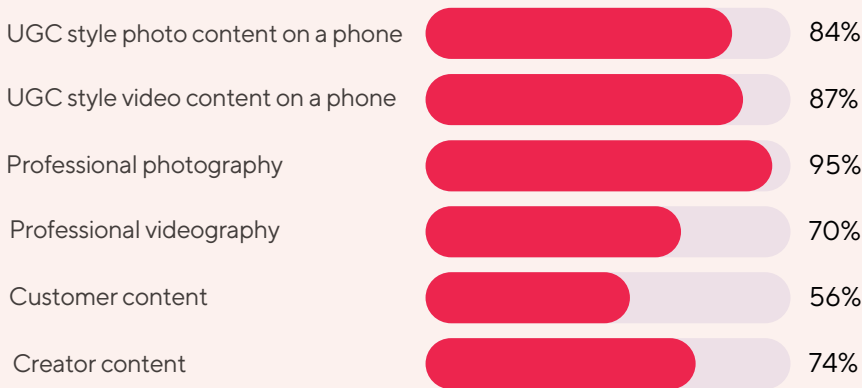 UGC style photo content on a phone 84%
UGC style video content on a phone 87%
Professional photography 95%
Professional videography 70%
Customer content 56%
Creator content 74%